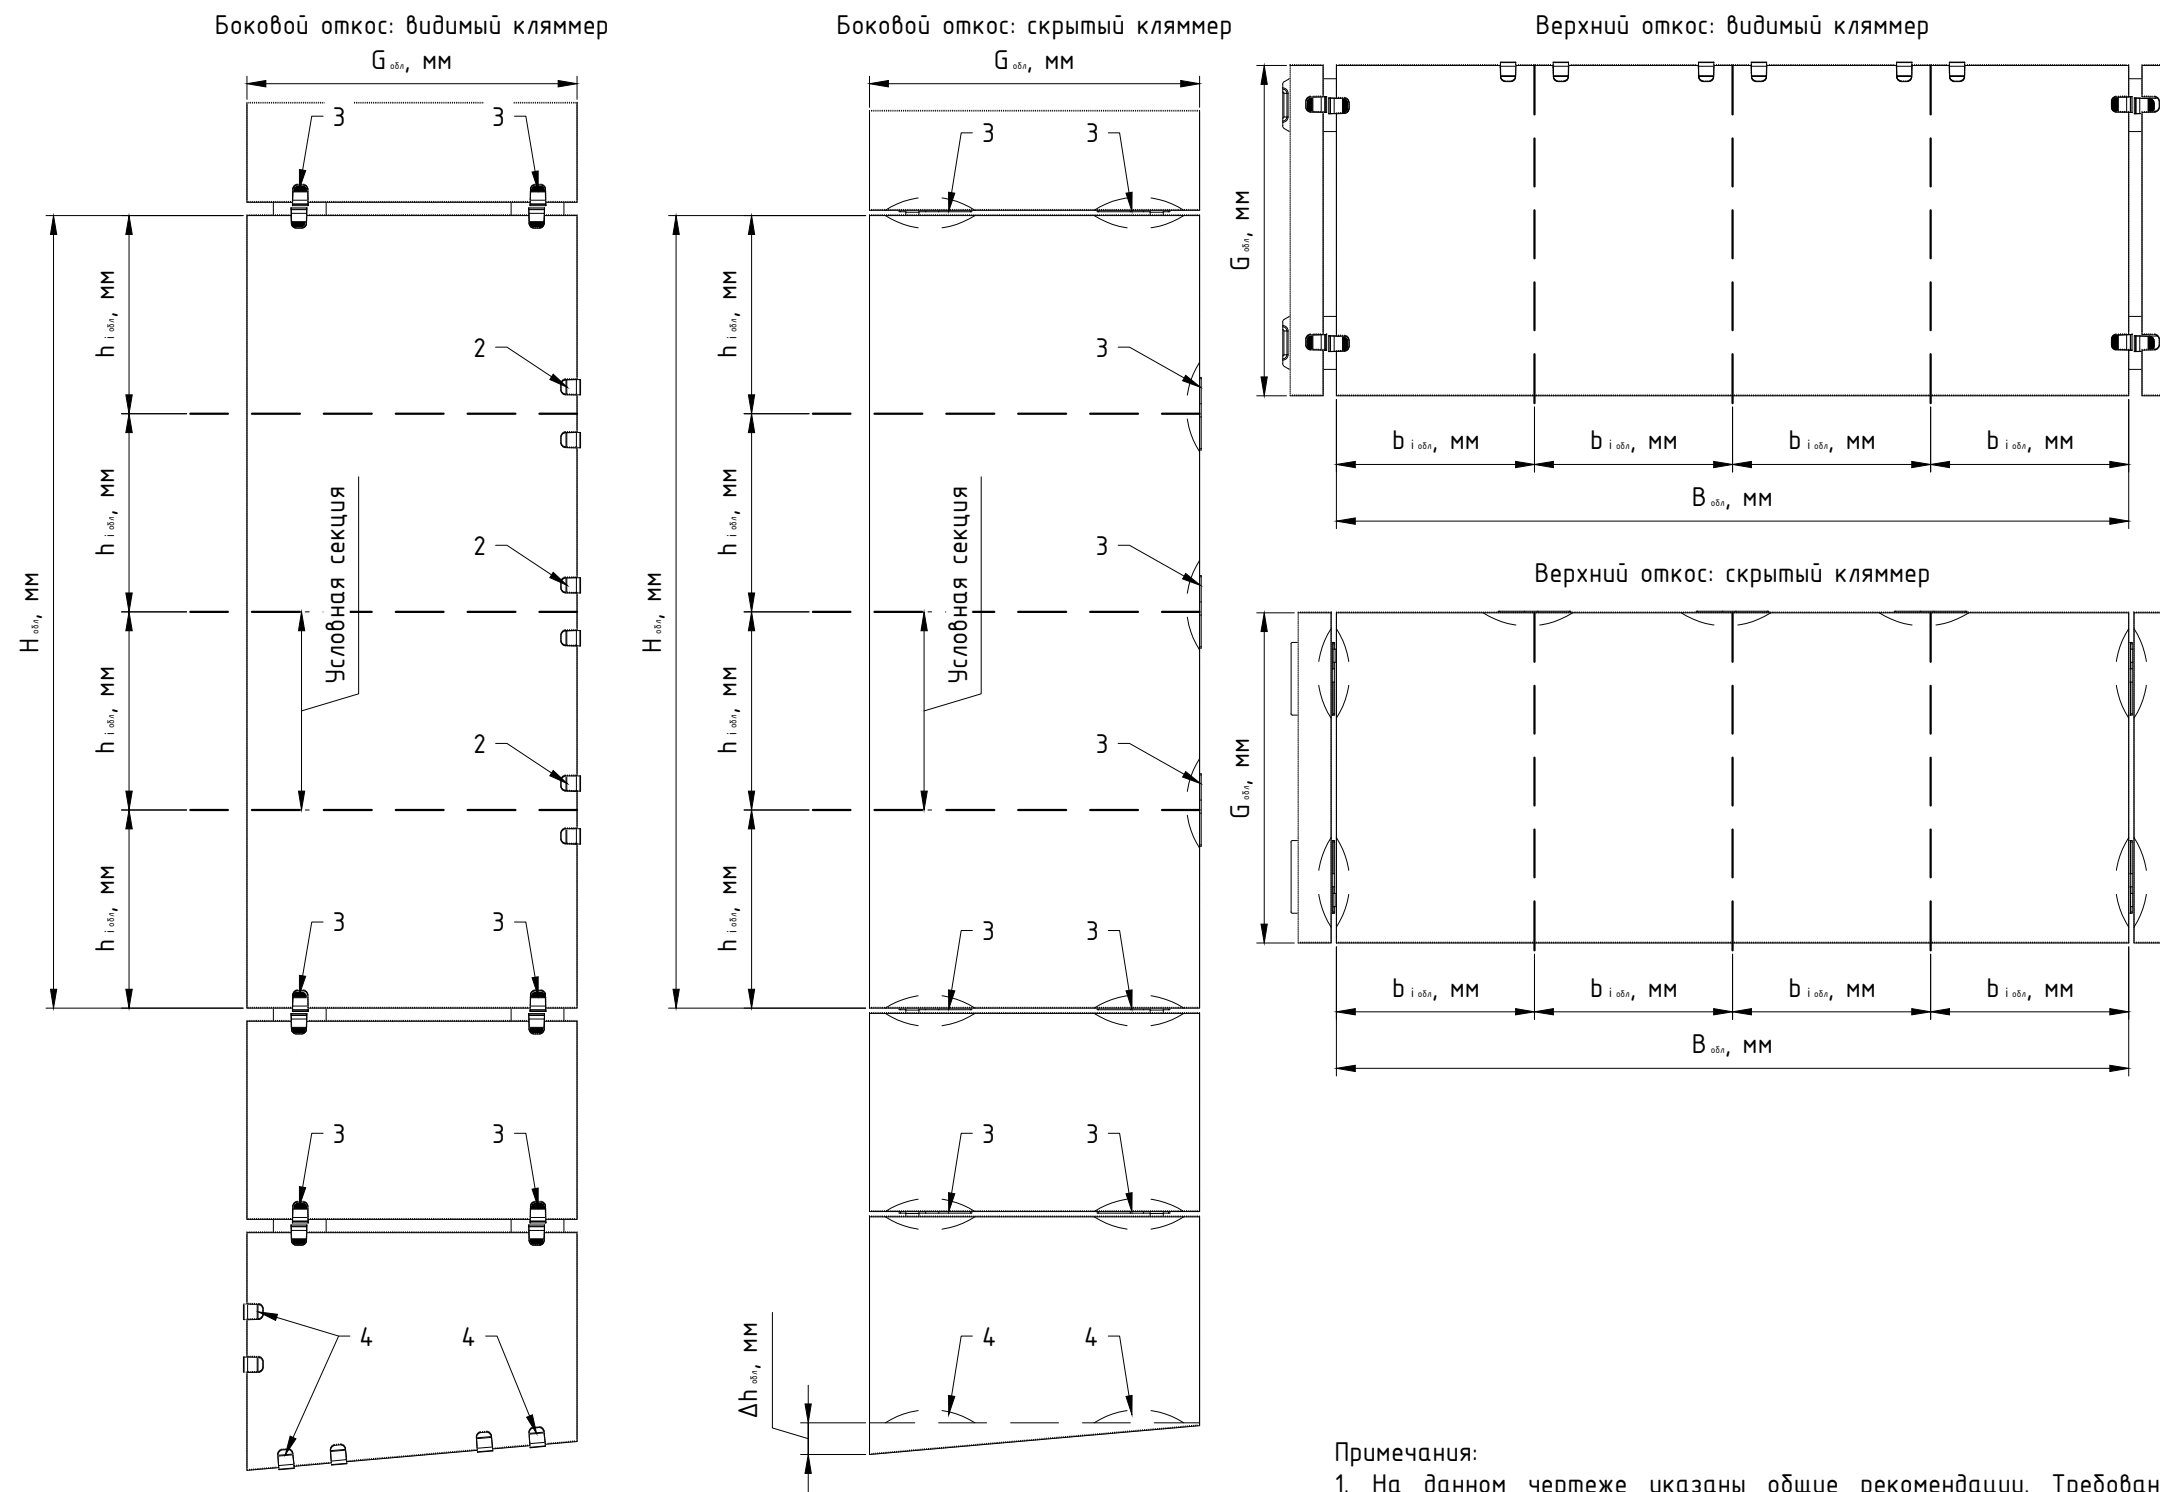 Боковой откос: видимый кляммер
G обл, мм
3
3
h i обл, мм
2
h i обл, мм
2
Условная секция
H обл, мм
h i обл, мм
2
h i обл, мм
3
3
3
3
4
4
Боковой откос: скрытый кляммер
G обл, мм
3
3
h i обл, мм
3
h i обл, мм
3
Условная секция
H обл, мм
h i обл, мм
3
h i обл, мм
3
3
3
3
4
4
Δh обл, мм
Верхний откос: видимый кляммер
G обл, мм
b i обл, мм
b i обл, мм
b i обл, мм
b i обл, мм
B обл, мм
Верхний откос: скрытый кляммер
G обл, мм
b i обл, мм
b i обл, мм
b i обл, мм
b i обл, мм
B обл, мм
Примечания:
1. На данном чертеже указаны общие рекомендации. Требован